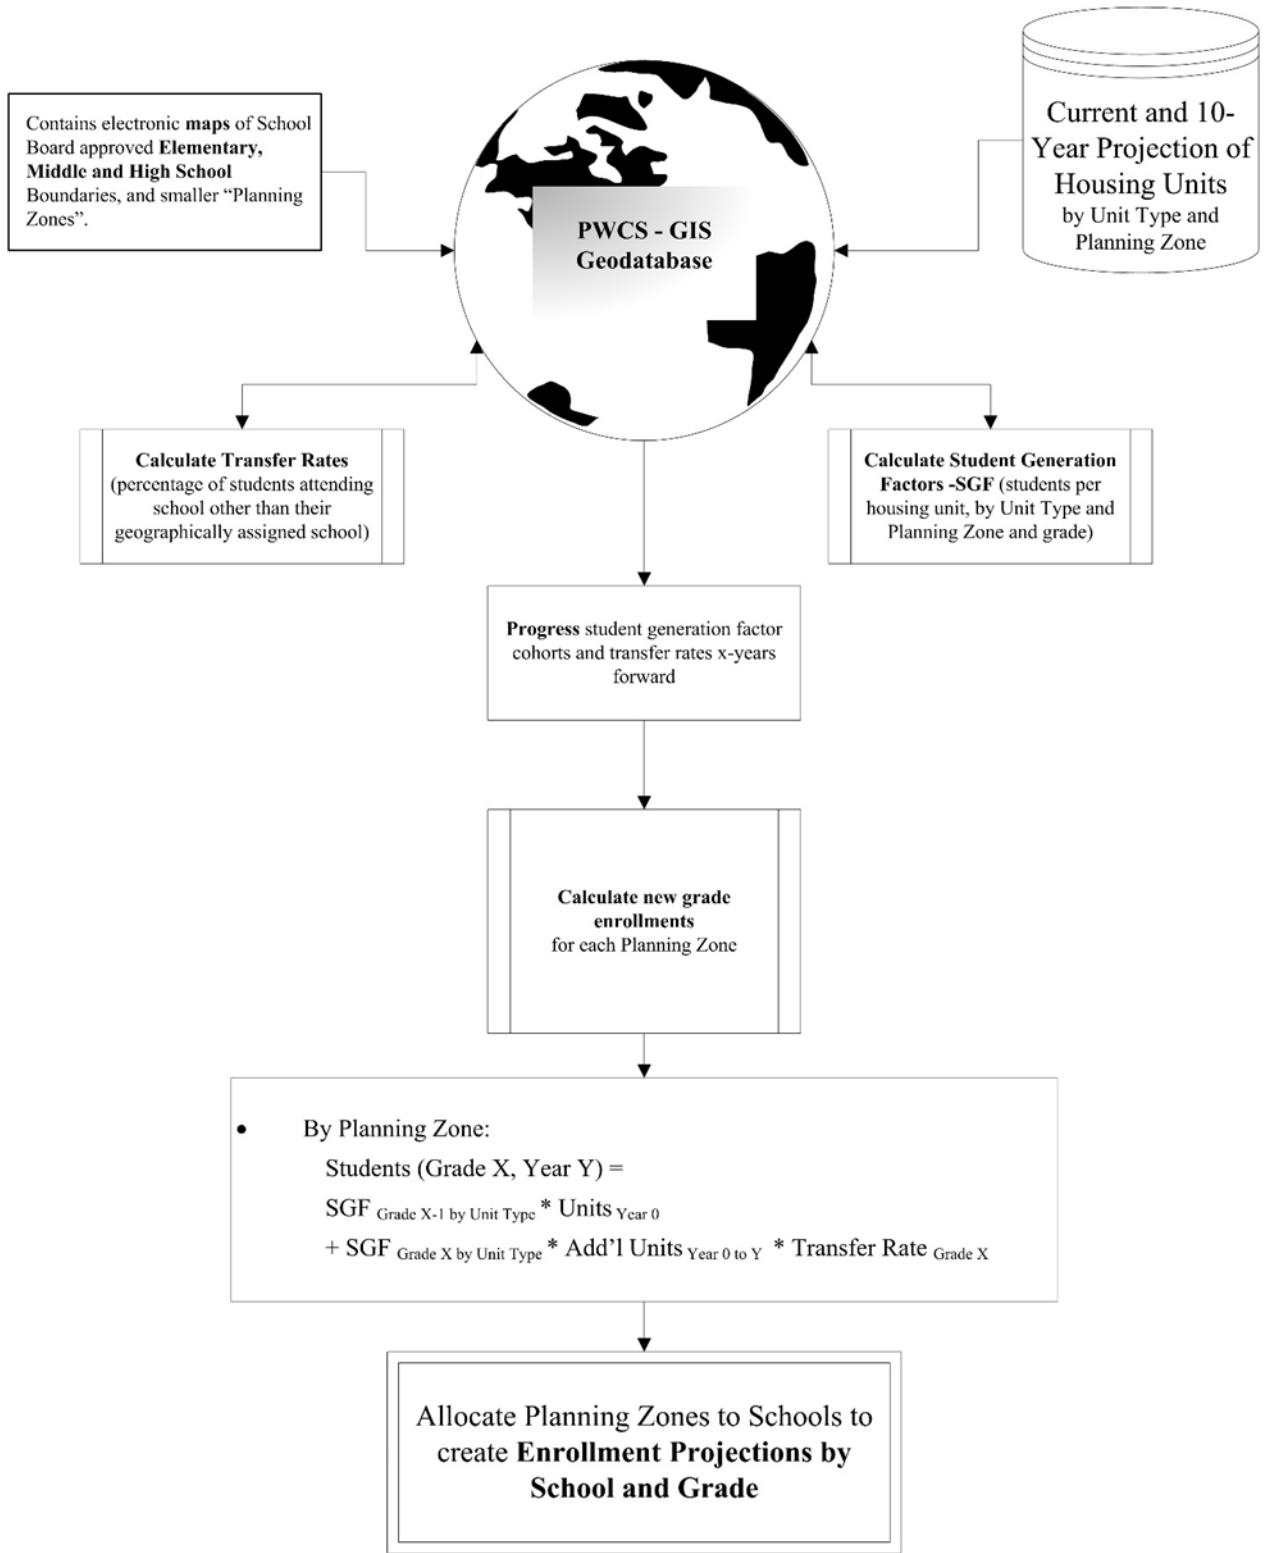 Contains electronic maps of School
Board approved Elementary,
Middle and High School
Boundaries, and smaller “Planning
Zones”.
PWCS - GIS
Geodatabase
Current and 10-
Year Projection of
Housing Units
by Unit Type and
Planning Zone
Calculate Transfer Rates
(percentage of students attending
school other than their
geographically assigned school)
Calculate Student Generation
Factors -SGF (students per
housing unit, by Unit Type and
Planning Zone and grade)
Progress student generation factor
cohorts and transfer rates x-years
forward
Calculate new grade
enrollments
for each Planning Zone
• By Planning Zone:
Students (Grade X, Year Y) =
SGF Grade X-1 by Unit Type * Units Year 0
+ SGF Grade X by Unit Type * Add’l Units Year 0 to Y * Transfer Rate Grade X
Allocate Planning Zones to Schools to
create Enrollment Projections by
School and Grade